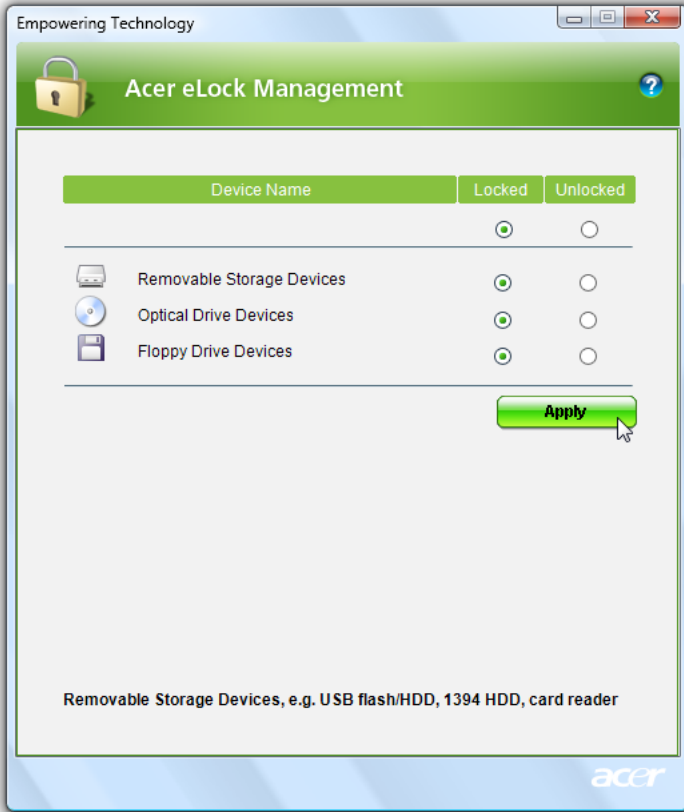 Empowering Technology
Acer eLock Management
Device Name Locked Unlocked
Removable Storage Devices
Optical Drive Devices
Floppy Drive Devices
Apply
Removable Storage Devices, e.g. USB flash/HDD, 1394 HDD, card reader
acer